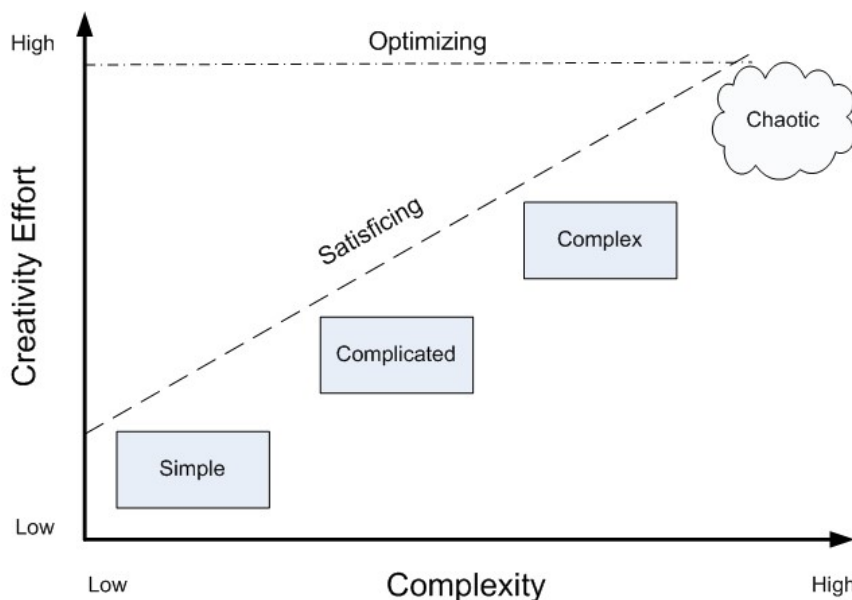 High
Optimizing
Chaotic
Creativity Effort
Satisficing
Complex
Complicated
Simple
Low
Low
Complexity
High